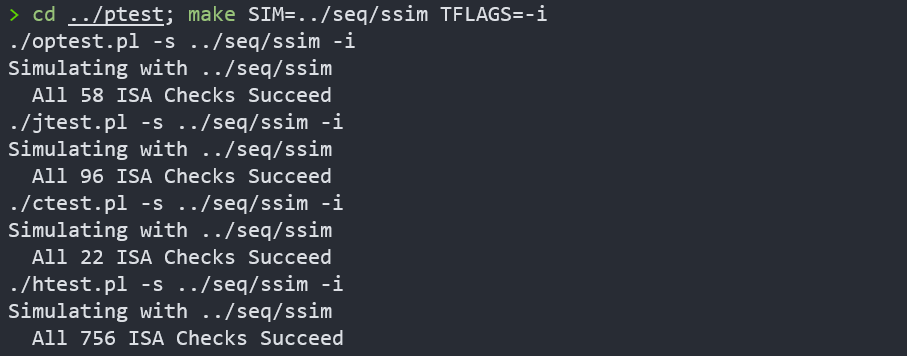 > cd ../ptest; make SIM=../seq/ssim TFLAGS=-i
./optest.pl -s ../seq/ssim -i
Simulating with ../seq/ssim
  All 58 ISA Checks Succeed
./jtest.pl -s ../seq/ssim -i
Simulating with ../seq/ssim
  All 96 ISA Checks Succeed
./ctest.pl -s ../seq/ssim -i
Simulating with ../seq/ssim
  All 22 ISA Checks Succeed
./htest.pl -s ../seq/ssim -i
Simulating with ../seq/ssim
  All 756 ISA Checks Succeed